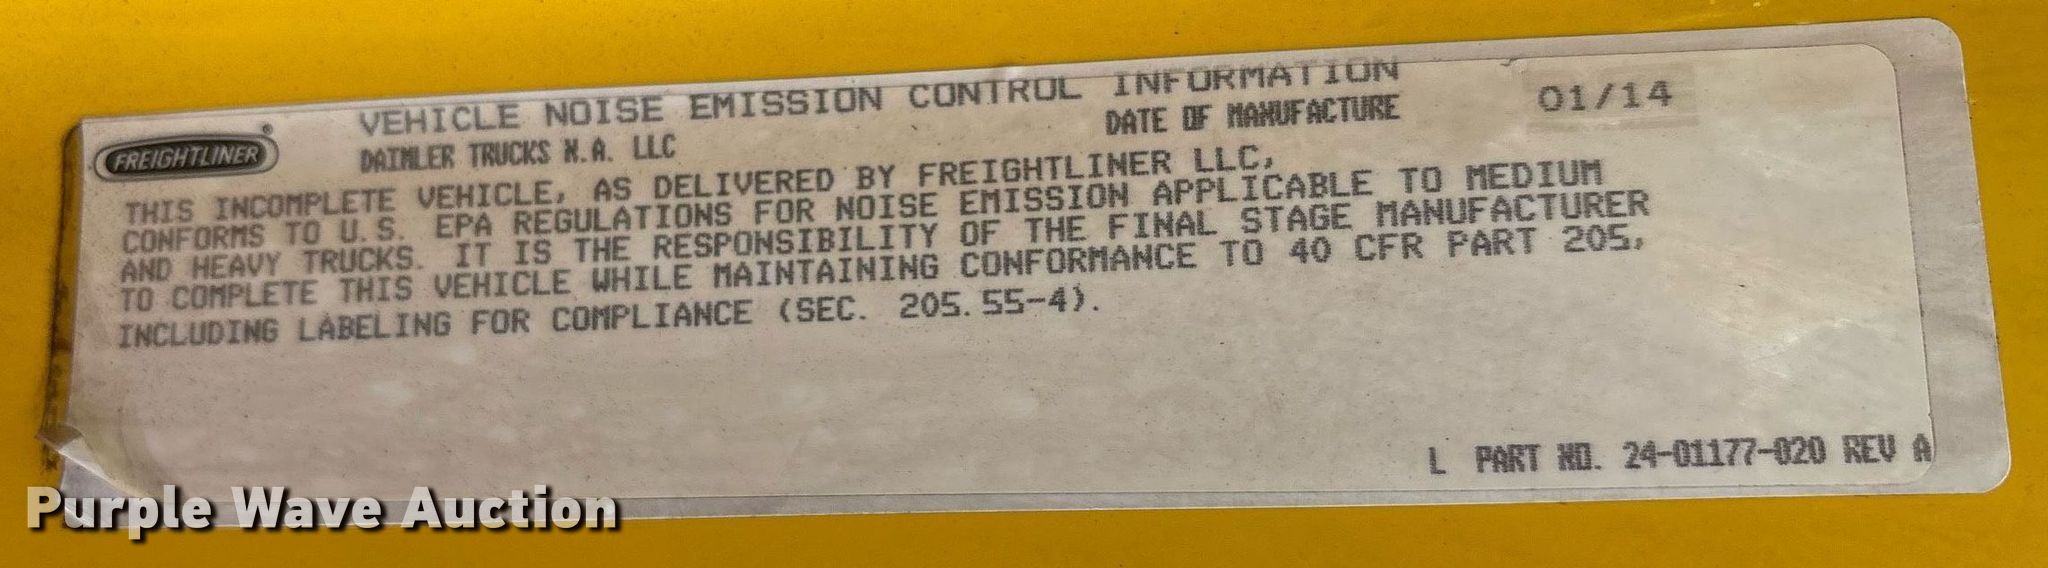 VEHICLE NOISE EMISSION CONTROL INFORMATION
FREIGHTLINER
DAIMLER TRUCKS N.A. LLC
DATE OF MANUFACTURE 01/14
THIS INCOMPLETE VEHICLE, AS DELIVERED BY FREIGHTLINER LLC,
CONFORMS TO U.S. EPA REGULATIONS FOR NOISE EMISSION APPLICABLE TO MEDIUM
AND HEAVY TRUCKS. IT IS THE RESPONSIBILITY OF THE FINAL STAGE MANUFACTURER
TO COMPLETE THIS VEHICLE WHILE MAINTAINING CONFORMANCE TO 40 CFR PART 205,
INCLUDING LABELING FOR COMPLIANCE (SEC. 205.55-4).
L PART NO. 24-01177-020 REV A
Purple Wave Auction